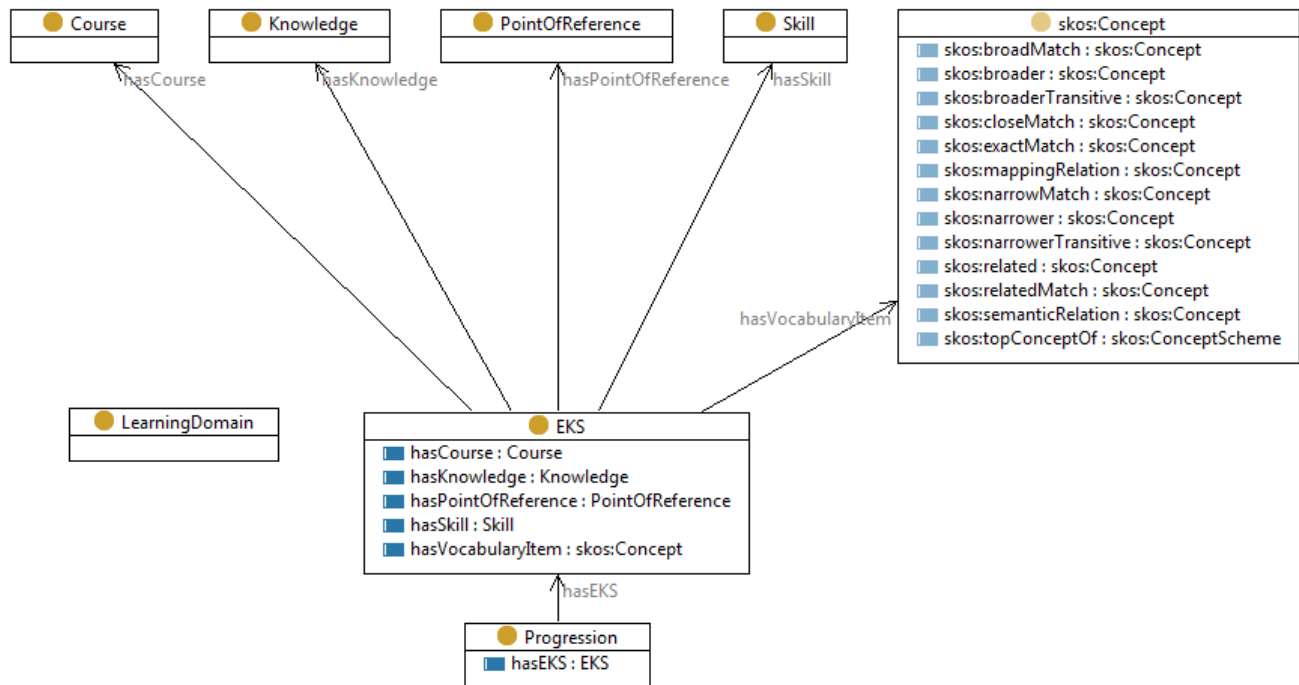 Course
Knowledge
PointOfReference
Skill
skos:Concept
skos:broadMatch : skos:Concept
skos:broader : skos:Concept
skos:broaderTransitive : skos:Concept
skos:closeMatch : skos:Concept
skos:exactMatch : skos:Concept
skos:mappingRelation : skos:Concept
skos:narrowMatch : skos:Concept
skos:narrower : skos:Concept
skos:narrowerTransitive : skos:Concept
skos:related : skos:Concept
skos:relatedMatch : skos:Concept
skos:semanticRelation : skos:Concept
skos:topConceptOf : skos:ConceptScheme
hasCourse
hasKnowledge
hasPointOfReference
hasSkill
hasVocabularyItem
LearningDomain
EKS
hasCourse : Course
hasKnowledge : Knowledge
hasPointOfReference : PointOfReference
hasSkill : Skill
hasVocabularyItem : skos:Concept
hasEKS
Progression
hasEKS : EKS